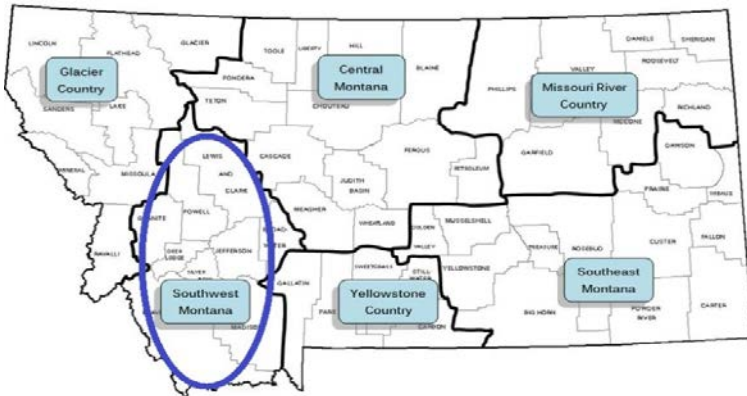 LINCOLN
FLATHEAD
GLACIER
TOOLE
LIBERTY
HILL
BLAINE
DANIELS
SHERIDAN
Glacier
Country
PONDERA
Central
Montana
PHILLIPS
VALLEY
ROOSEVELT
Missouri River
Country
SANDERS
LAKE
TETON
CHOUTEAU
RICHLAND
MCCONE
MINERAL
MISSOULA
LEWIS
AND
CLARK
CASCADE
FERGUS
PETROLEUM
GARFIELD
DAWSON
JUDITH
BASIN
PRAIRIE
WIBAUX
GRANITE
POWELL
MEAGHER
WHEATLAND
GOLDEN
VALLEY
MUSSELSHELL
RAVALLI
DEER
LODGE
JEFFERSON
BROAD-
WATER
TREASURE
ROSEBUD
CUSTER
FALLON
SILVER
BOW
GALLATIN
SWEETGRASS
STILL
WATER
YELLOWSTONE
Southwest
Montana
Yellowstone
Country
Southeast
Montana
MADISON
PARK
CARBON
BIG HORN
POWDER
RIVER
CARTER